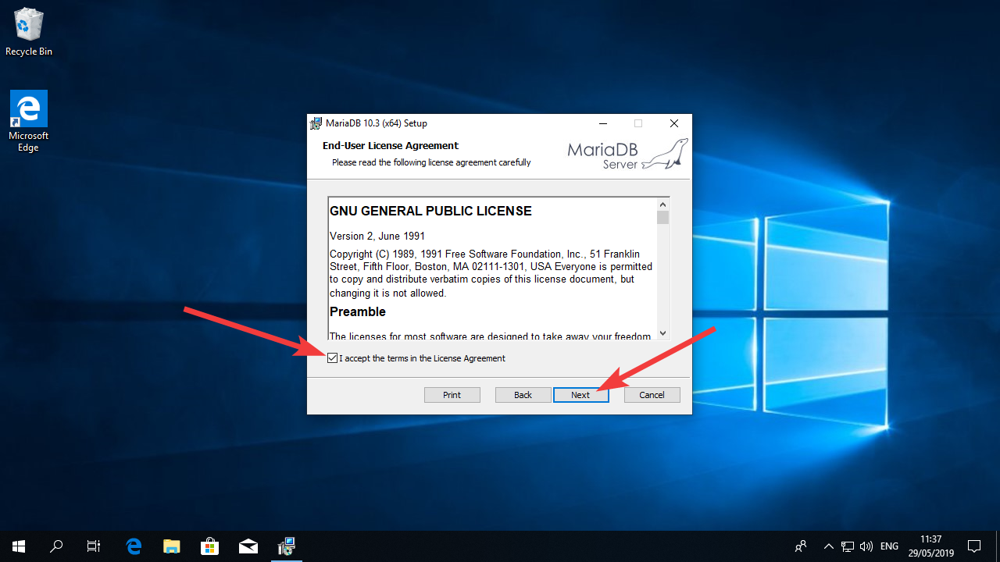 Recycle Bin
Microsoft
Edge
MariaDB 10.3 (x64) Setup
End-User License Agreement
Please read the following license agreement carefully
MariaDB
Server
GNU GENERAL PUBLIC LICENSE
Version 2, June 1991
Copyright (C) 1989, 1991 Free Software Foundation, Inc., 51 Franklin
Street, Fifth Floor, Boston, MA 02111-1301, USA Everyone is permitted
to copy and distribute verbatim copies of this license document, but
changing it is not allowed.
Preamble
The licenses for most software are designed to take away your freedom
I accept the terms in the License Agreement
Print
Back
Next
Cancel
ENG
11:37
29/05/2019